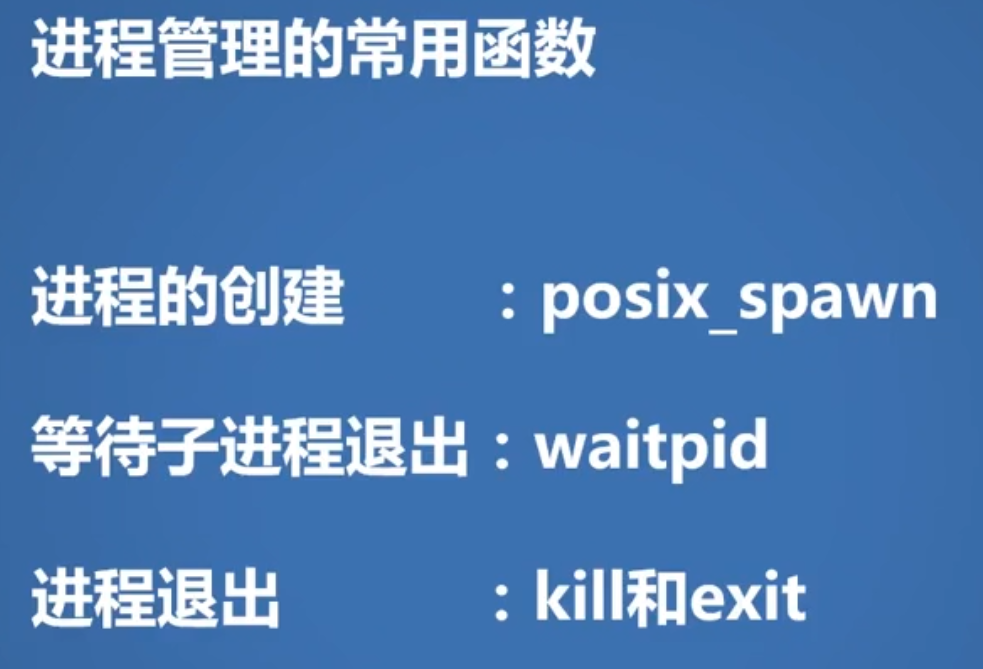 进程管理的常用函数
进程的创建 ：posix_spawn
等待子进程退出：waitpid
进程退出 ：kill和exit